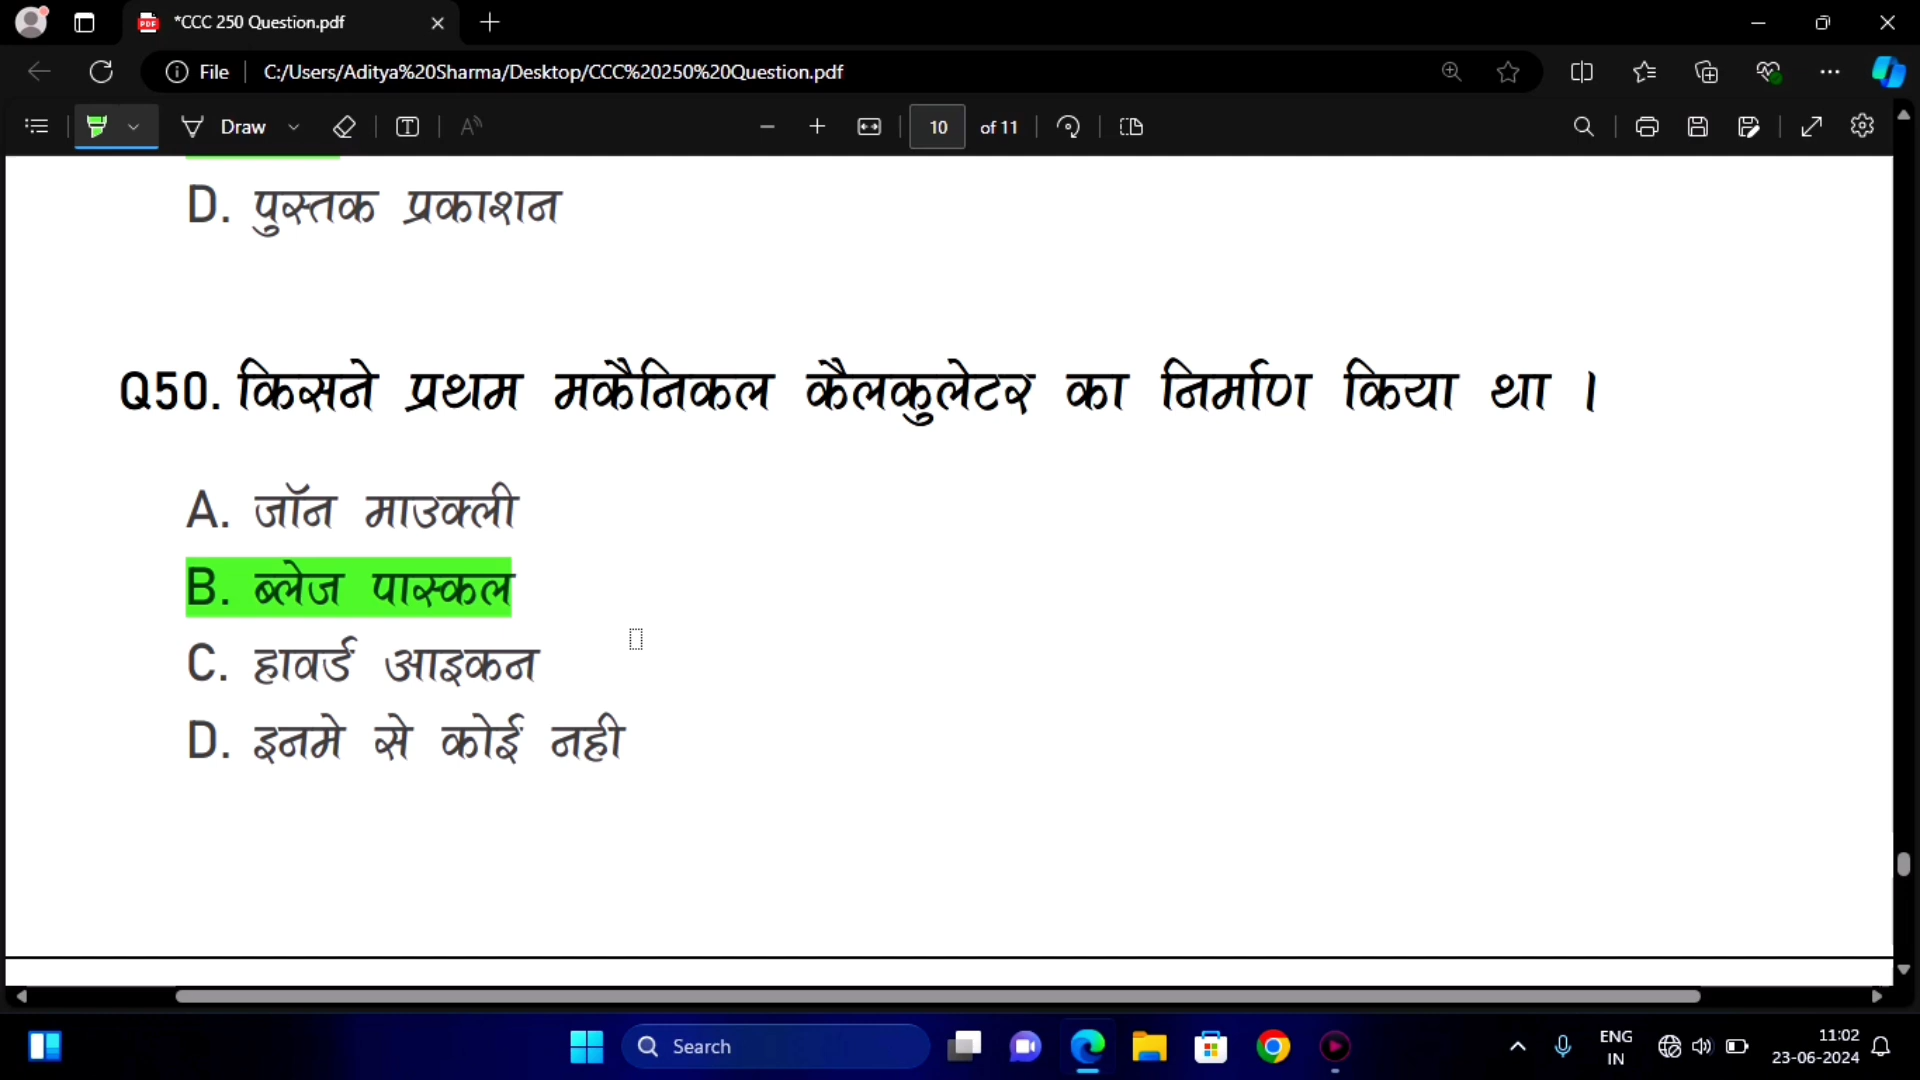 *CCC 250 Question.pdf
File C:/Users/Aditya%20Sharma/Desktop/CCC%20250%20Question.pdf
Draw 10 of 11
D. पुस्तक प्रकाशन
Q50. किसने प्रथम मकैनिकल कैलकुलेटर का निर्माण किया था ।
A. जॉन माउक्ली
B. ब्लेज पास्कल
C. हावर्ड आइकन
D. इनमे से कोई नही
Search
ENG
IN
11:02
23-06-2024